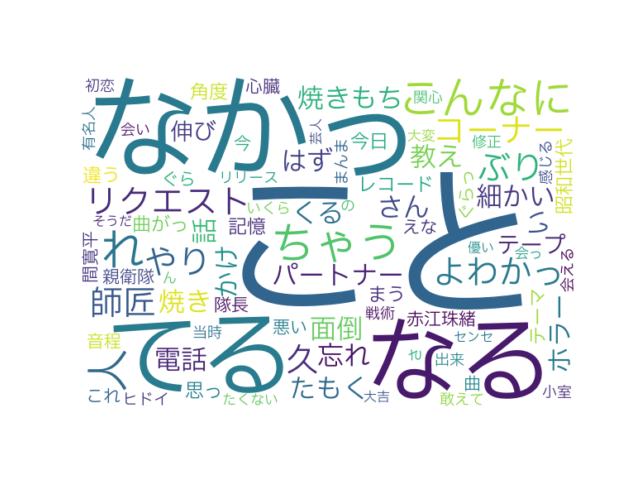 初恋
角度
心臓
焼きもち
関心
こんなに
有名人
会い
伸び
今
今日
芸人
まんま
大変
教え
コーナー
修正
なかっ
違う
ぐら
リリース
はず
ぶり
感じる
昭和世代
リクエスト
いくら
レコード
ぐらっ
細かい
そうだ
曲がっ
話
記憶
くる
の
さん
えな
い
こと
間寛平
れ
やり
かけ
ちゃう
よわかっ
テープ
会える
親衛隊
ん
パートナー
優い
会っ
師匠
焼き
隊長
まう
戦術
赤江珠緒
テーマ
ホラー
人
てる
音程
当時
悪い
面倒
なる
センセ
電話
久
忘れ
せ
出来
これ
ヒドイ
思っ
たくない
たもく
大吉
曲
敢えて
小室